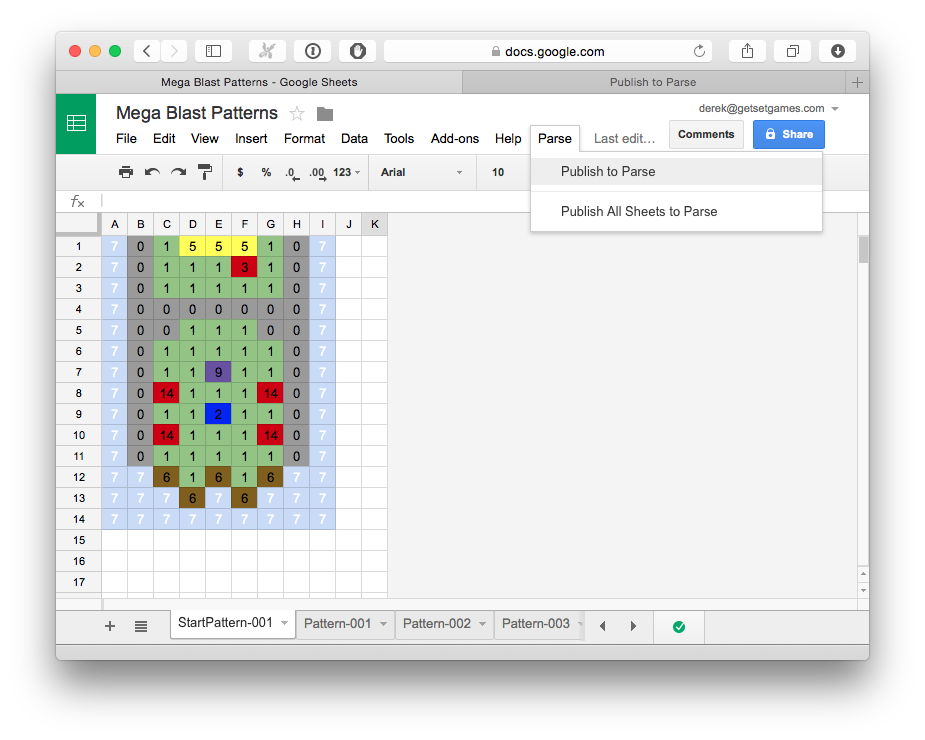 docs.google.com
Mega Blast Patterns - Google Sheets Publish to Parse
Mega Blast Patterns derek@getsetgames.com
File Edit View Insert Format Data Tools Add-ons Help Parse Last edit... Comments Share
$ % .0 .00 123 Arial 10 Publish to Parse
fx Publish All Sheets to Parse
A B C D E F G H I J K
1 7 0 1 5 5 5 1 0 7
2 7 0 1 1 1 3 1 0 7
3 7 0 1 1 1 1 1 0 7
4 7 0 0 0 0 0 0 0 7
5 7 0 0 1 1 1 0 0 7
6 7 0 1 1 1 1 1 0 7
7 7 0 1 1 9 1 1 0 7
8 7 0 14 1 1 1 14 0 7
9 7 0 1 1 2 1 1 0 7
10 7 0 14 1 1 1 14 0 7
11 7 0 1 1 1 1 1 0 7
12 7 7 6 1 6 1 6 7 7
13 7 7 7 6 7 6 7 7 7
14 7 7 7 7 7 7 7 7 7
15
16
17
StartPattern-001 Pattern-001 Pattern-002 Pattern-003